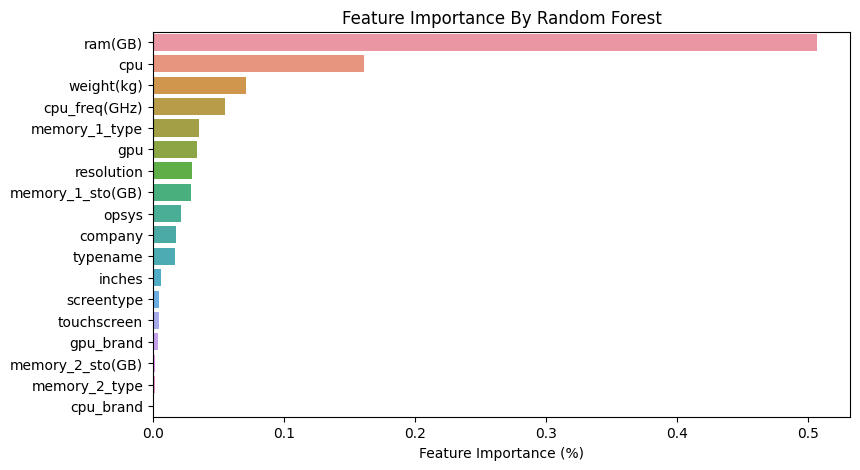 Feature Importance By Random Forest
ram(GB)
cpu
weight(kg)
cpu_freq(GHz)
memory_1_type
gpu
resolution
memory_1_sto(GB)
opsys
company
typename
inches
screentype
touchscreen
gpu_brand
memory_2_sto(GB)
memory_2_type
cpu_brand
0.0 0.1 0.2 0.3 0.4 0.5
Feature Importance (%)